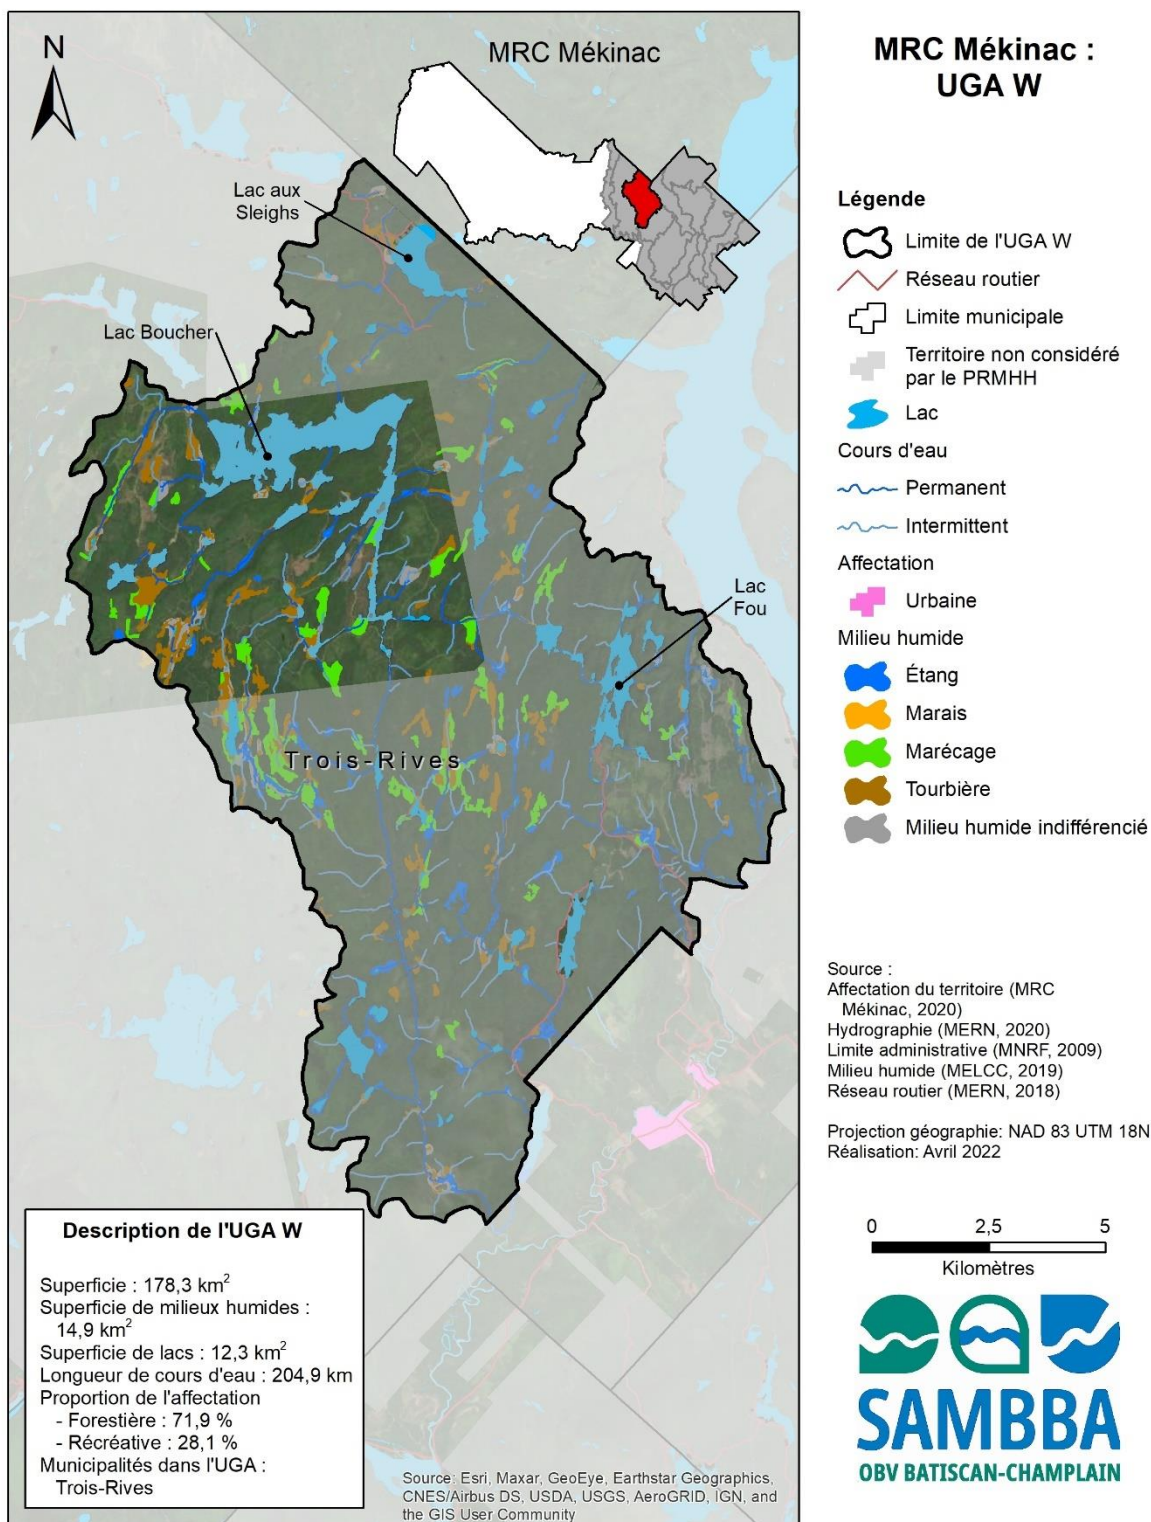 N
MRC Mékinac
Lac aux
Sleighs
Lac Boucher
Lac
Fou
Trois-Rives
Description de l'UGA W
Superficie : 178,3 km²
Superficie de milieux humides :
14,9 km²
Superficie de lacs : 12,3 km²
Longueur de cours d'eau : 204,9 km
Proportion de l'affectation
- Forestière : 71,9 %
- Récréative : 28,1 %
Municipalités dans l'UGA :
Trois-Rives
Source: Esri, Maxar, GeoEye, Earthstar Geographics,
CNES/Airbus DS, USDA, USGS, AeroGRID, IGN, and
the GIS User Community
MRC Mékinac :
UGA W
Légende
Limite de l'UGA W
Réseau routier
Limite municipale
Territoire non considéré
par le PRMHH
Lac
Cours d'eau
Permanent
Intermittent
Affectation
Urbaine
Milieu humide
Étang
Marais
Marécage
Tourbière
Milieu humide indifférencié
Source :
Affectation du territoire (MRC
Mékinac, 2020)
Hydrographie (MERN, 2020)
Limite administrative (MNRF, 2009)
Milieu humide (MELCC, 2019)
Réseau routier (MERN, 2018)
Projection géographie: NAD 83 UTM 18N
Réalisation: Avril 2022
0 2,5 5
Kilomètres
SAMBBA
OBV BATISCAN-CHAMPLAIN